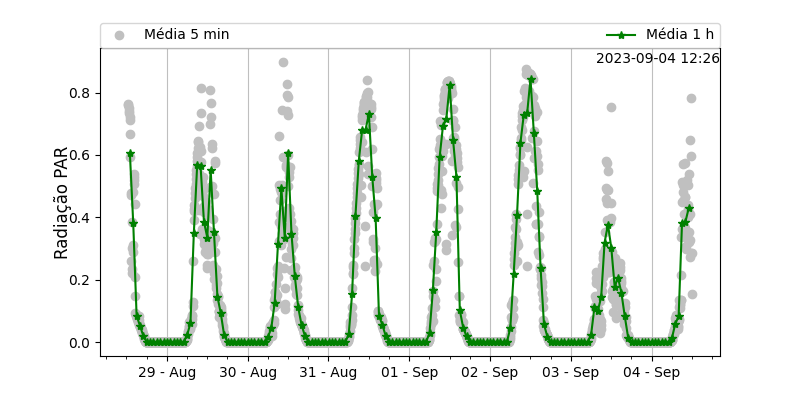 Média 5 min
Média 1 h
2023-09-04 12:26
Radiação PAR
0.8
0.6
0.4
0.2
0.0
29 - Aug
30 - Aug
31 - Aug
01 - Sep
02 - Sep
03 - Sep
04 - Sep